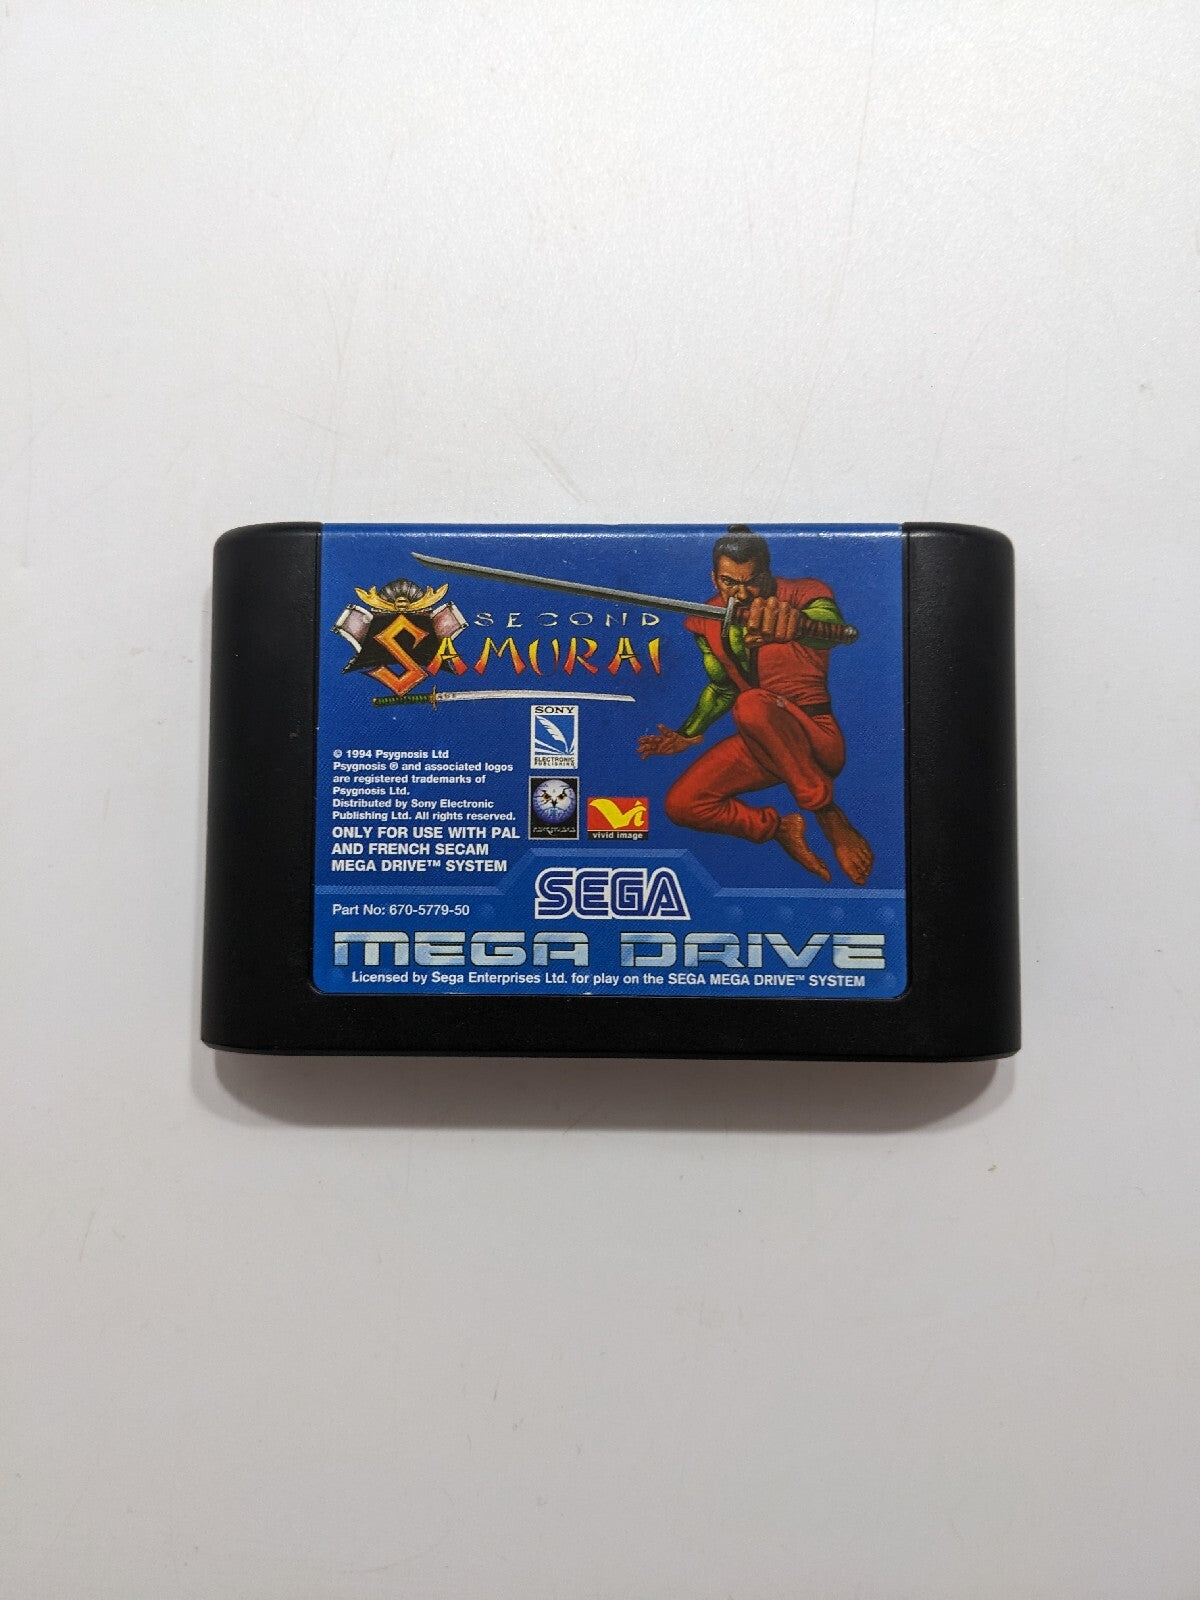 SECOND
SAMURAI
SONY
ELECTRONIC
PUBLISHING
© 1994 Psygnosis Ltd
Psygnosis ® and associated logos
are registered trademarks of
Psygnosis Ltd.
Distributed by Sony Electronic
Publishing Ltd. All rights reserved.
ONLY FOR USE WITH PAL
AND FRENCH SECAM
MEGA DRIVE™ SYSTEM
PSYGNOSIS
Vi
vivid image
SEGA
Part No: 670-5779-50
MEGA DRIVE
Licensed by Sega Enterprises Ltd. for play on the SEGA MEGA DRIVE™ SYSTEM